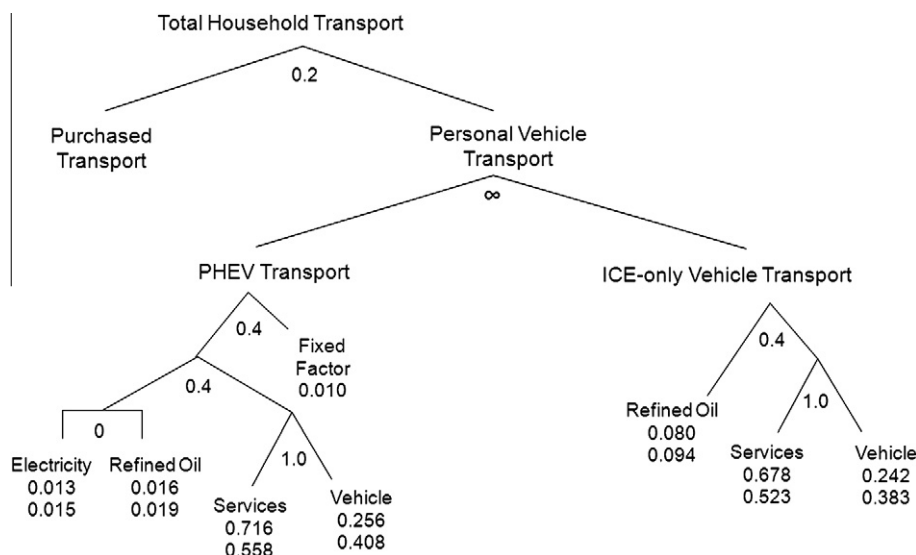 Total Household Transport
0.2
Purchased
Transport
Personal Vehicle
Transport
∞
PHEV Transport
ICE-only Vehicle Transport
0.4
Fixed
Factor
0.010
0.4
0.4
0
1.0
Electricity
0.013
0.015
Refined Oil
0.016
0.019
Services
0.716
0.558
Vehicle
0.256
0.408
Refined Oil
0.080
0.094
1.0
Services
0.678
0.523
Vehicle
0.242
0.383